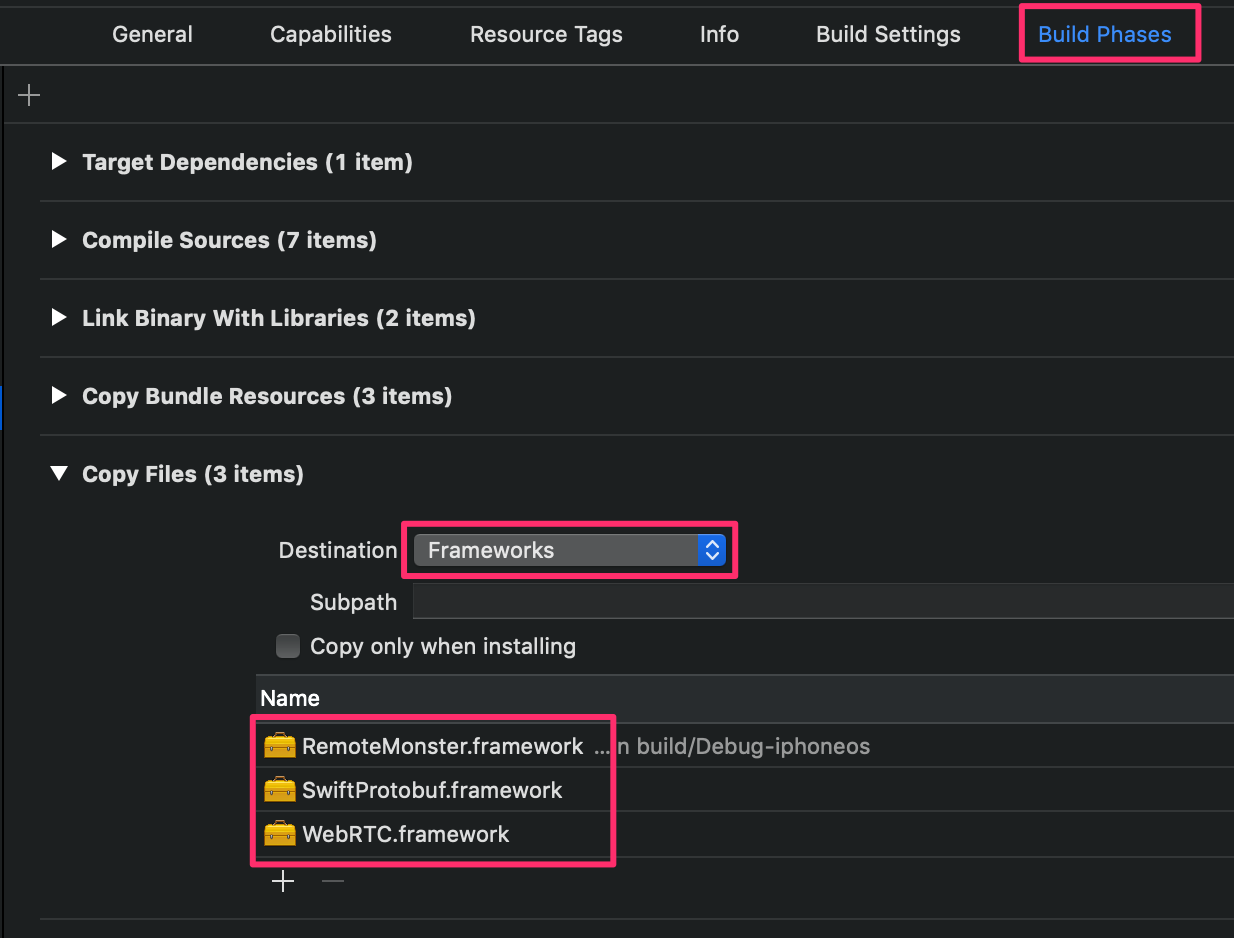 General Capabilities Resource Tags Info Build Settings Build Phases
Target Dependencies (1 item)
Compile Sources (7 items)
Link Binary With Libraries (2 items)
Copy Bundle Resources (3 items)
Copy Files (3 items)
Destination Frameworks
Subpath
Copy only when installing
Name
RemoteMonster.framework ...n build/Debug-iphoneos
SwiftProtobuf.framework
WebRTC.framework